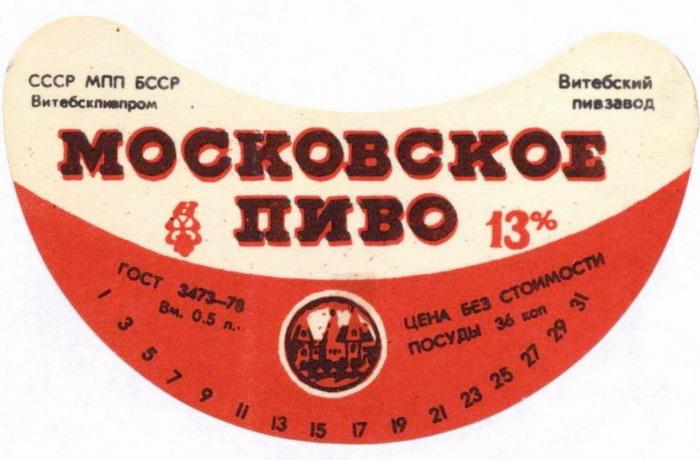 СССР МПП БССР
Витебскпивпром
Витебский
пивзавод
МОСКОВСКОЕ
ПИВО
13%
ГОСТ 3473-78
Вм. 0.5 л.
ЦЕНА БЕЗ СТОИМОСТИ
ПОСУДЫ 36 коп
1 3 5 7 9 11 13 15 17 19 21 23 25 27 29 31